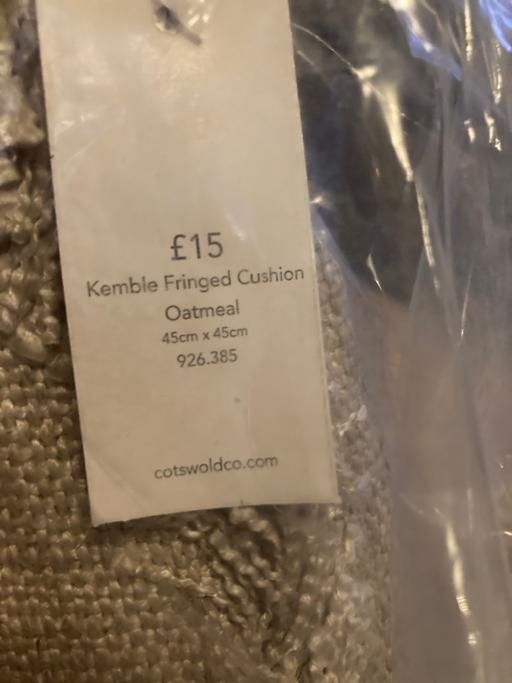 £15
Kemble Fringed Cushion
Oatmeal
45cm x 45cm
926.385
cotswoldco.com